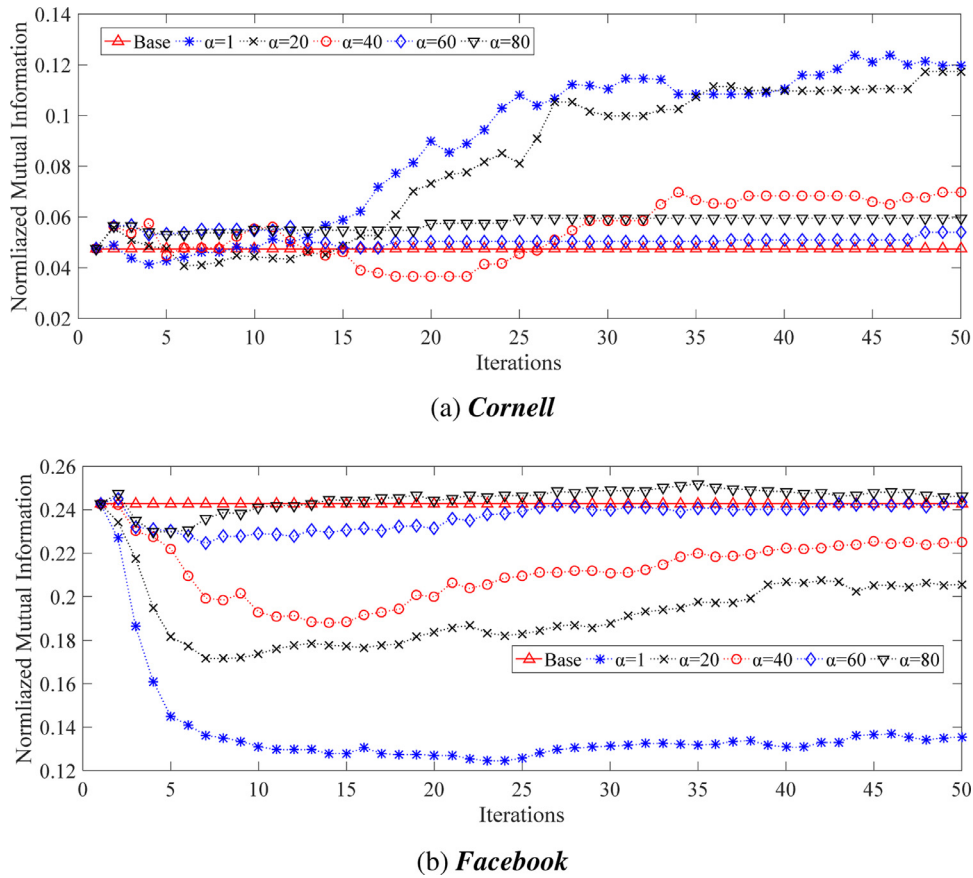 Base α=1 α=20 α=40 α=60 α=80
Normliazed Mutual Information
0.12
0.1
0.08
0.06
0.04
0.02
0 5 10 15 20 25 30 35 40 45 50
Iterations
(a) Cornell
0.26
0.24
0.22
0.2
0.18
0.16
0.14
0.12
Normliazed Mutual Information
Base α=1 α=20 α=40 α=60 α=80
0 5 10 15 20 25 30 35 40 45 50
Iterations
(b) Facebook